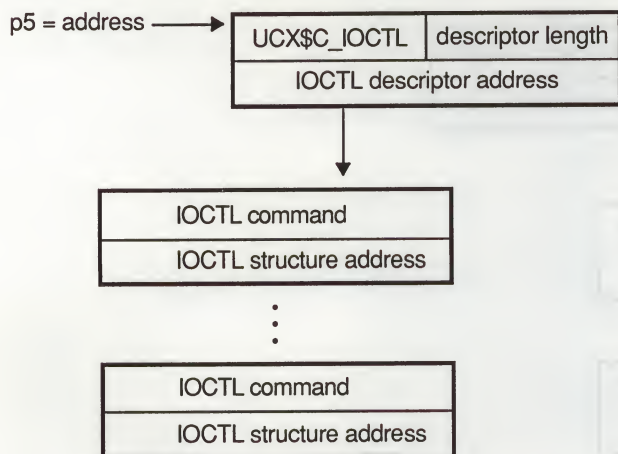 p5 = address
UCX$C_IOCTL descriptor length
IOCTL descriptor address
IOCTL command
IOCTL structure address
IOCTL command
IOCTL structure address